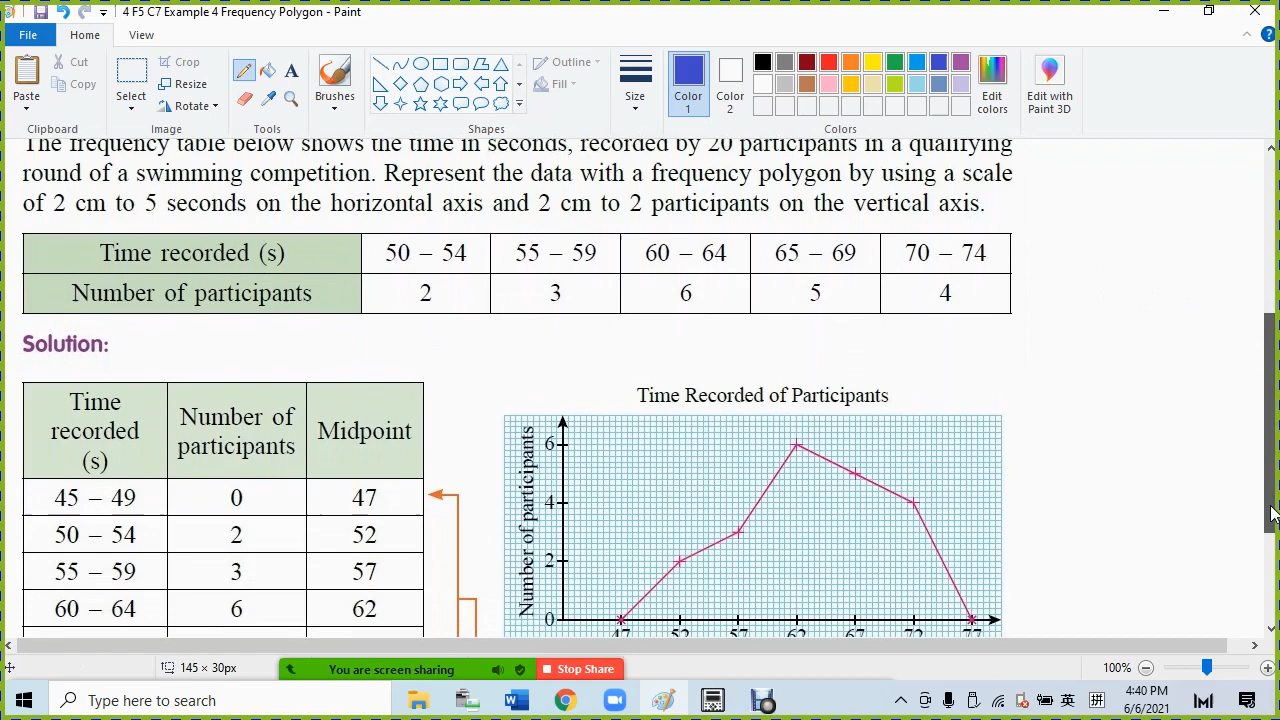 4 F5 C7 Example 4 Frequency Polygon - Paint
File Home View
Paste
Cut
Copy
Clipboard
Select
Crop
Resize
Rotate
Image
A
Tools
Brushes
Shapes
Outline
Fill
Size
Color 1
Color 2
Colors
Edit colors
Edit with Paint 3D
The frequency table below shows the time in seconds, recorded by 20 participants in a qualifying
round of a swimming competition. Represent the data with a frequency polygon by using a scale
of 2 cm to 5 seconds on the horizontal axis and 2 cm to 2 participants on the vertical axis.
Time recorded (s) 50 – 54 55 – 59 60 – 64 65 – 69 70 – 74
Number of participants 2 3 6 5 4
Solution:
Time recorded (s) Number of participants Midpoint
45 – 49 0 47
50 – 54 2 52
55 – 59 3 57
60 – 64 6 62
Time Recorded of Participants
Number of participants
6
4
2
0
47 52 57 62 67 72 77
145 × 30px
You are screen sharing
Stop Share
100%
Type here to search
英
拼
4:40 PM
6/6/2021